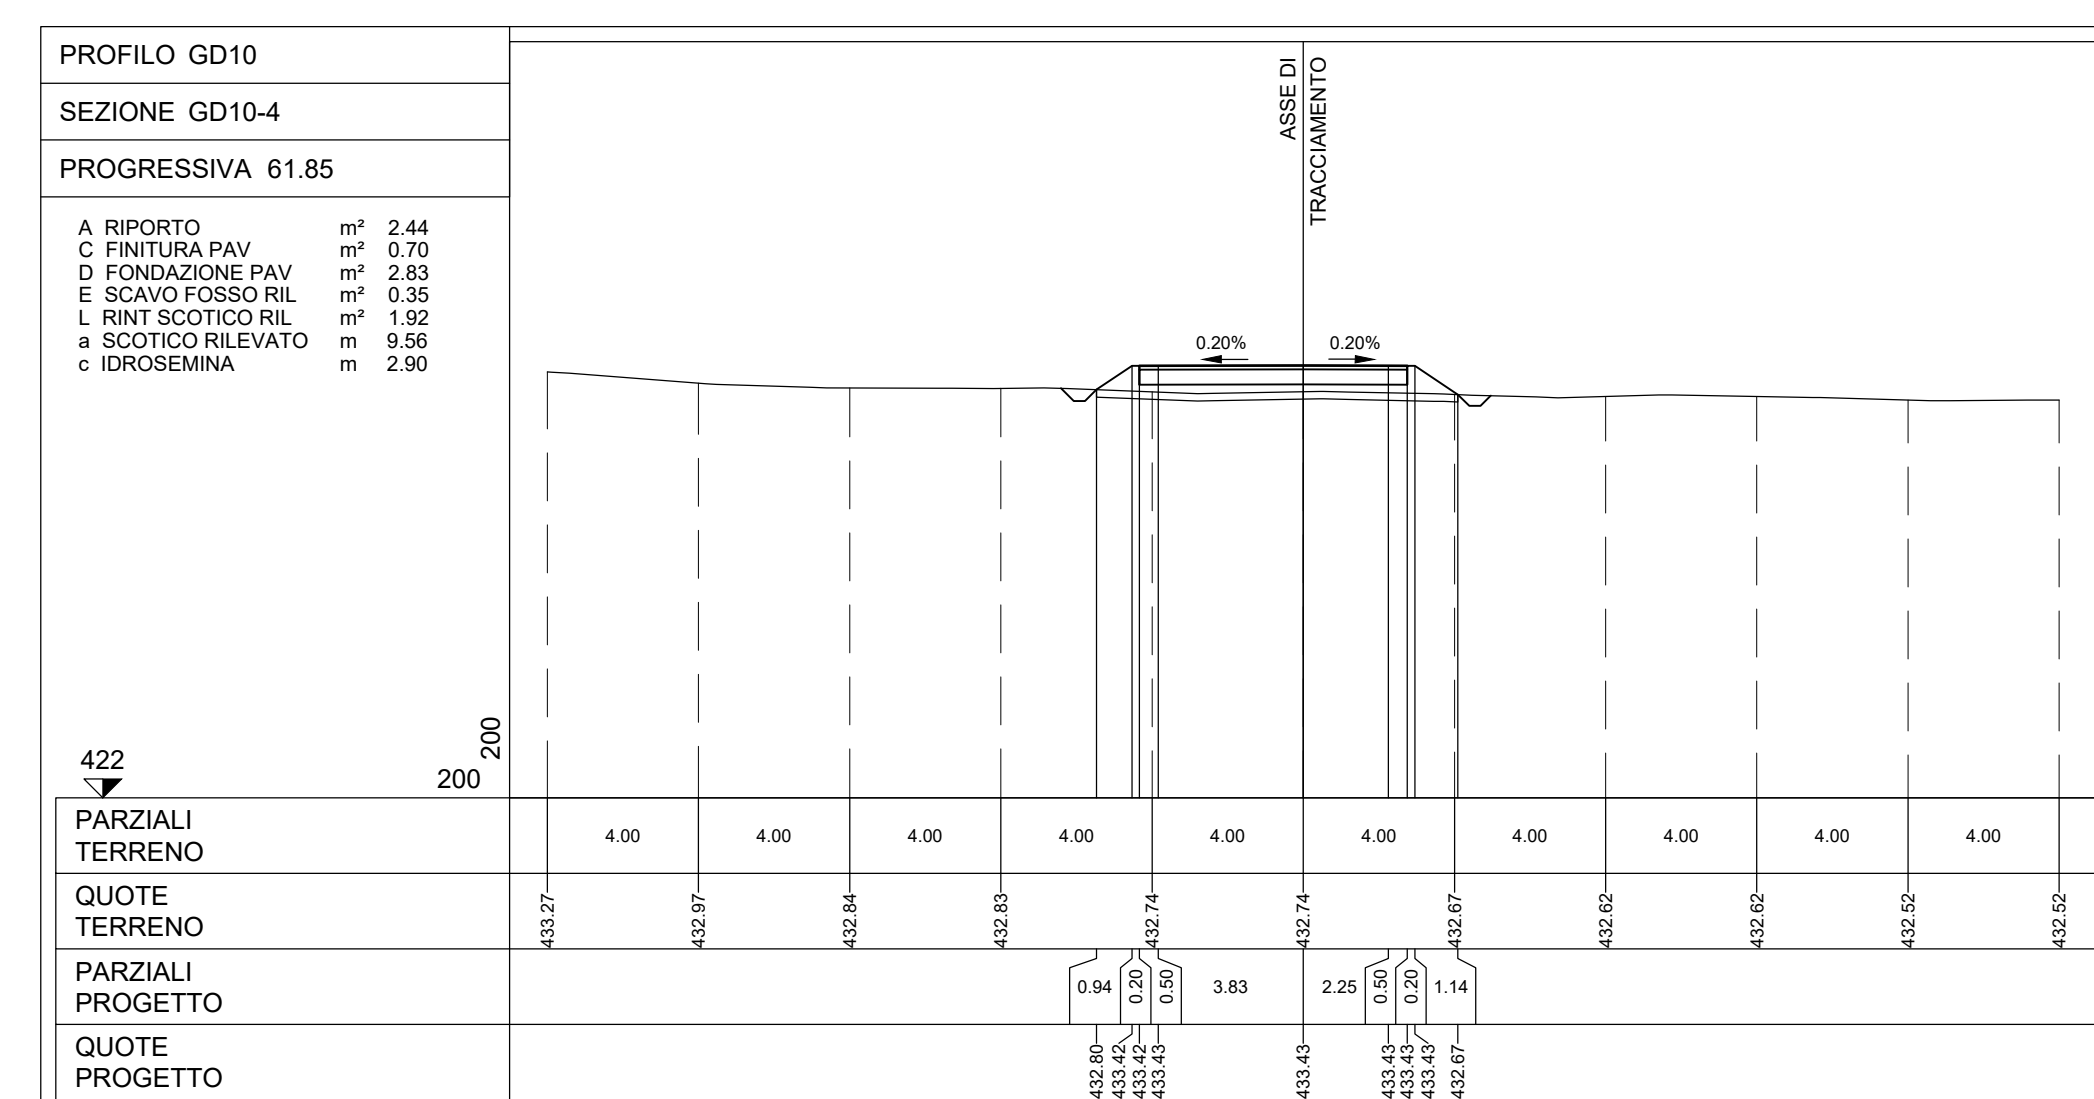 PROFILO GD10
SEZIONE GD10-4
PROGRESSIVA 61.85
A RIPORTO m² 2.44
C FINITURA PAV m² 0.70
D FONDAZIONE PAV m² 2.83
E SCAVO FOSSO RIL m² 0.35
L RINT SCOTICO RIL m² 1.92
a SCOTICO RILEVATO m 9.56
c IDROSEMINA m 2.90
ASSE DI
TRACCIAMENTO
0.20% 0.20%
422
200
200
PARZIALI
TERRENO
4.00 4.00 4.00 4.00 4.00 4.00 4.00 4.00 4.00 4.00
QUOTE
TERRENO
433.27 432.97 432.84 432.83 432.74 432.74 432.67 432.62 432.62 432.52 432.52
PARZIALI
PROGETTO
0.94 0.20 0.50 3.83 2.25 0.50 0.20 1.14
QUOTE
PROGETTO
432.80 433.42 433.42 433.43 433.43 433.43 433.43 433.43 432.67